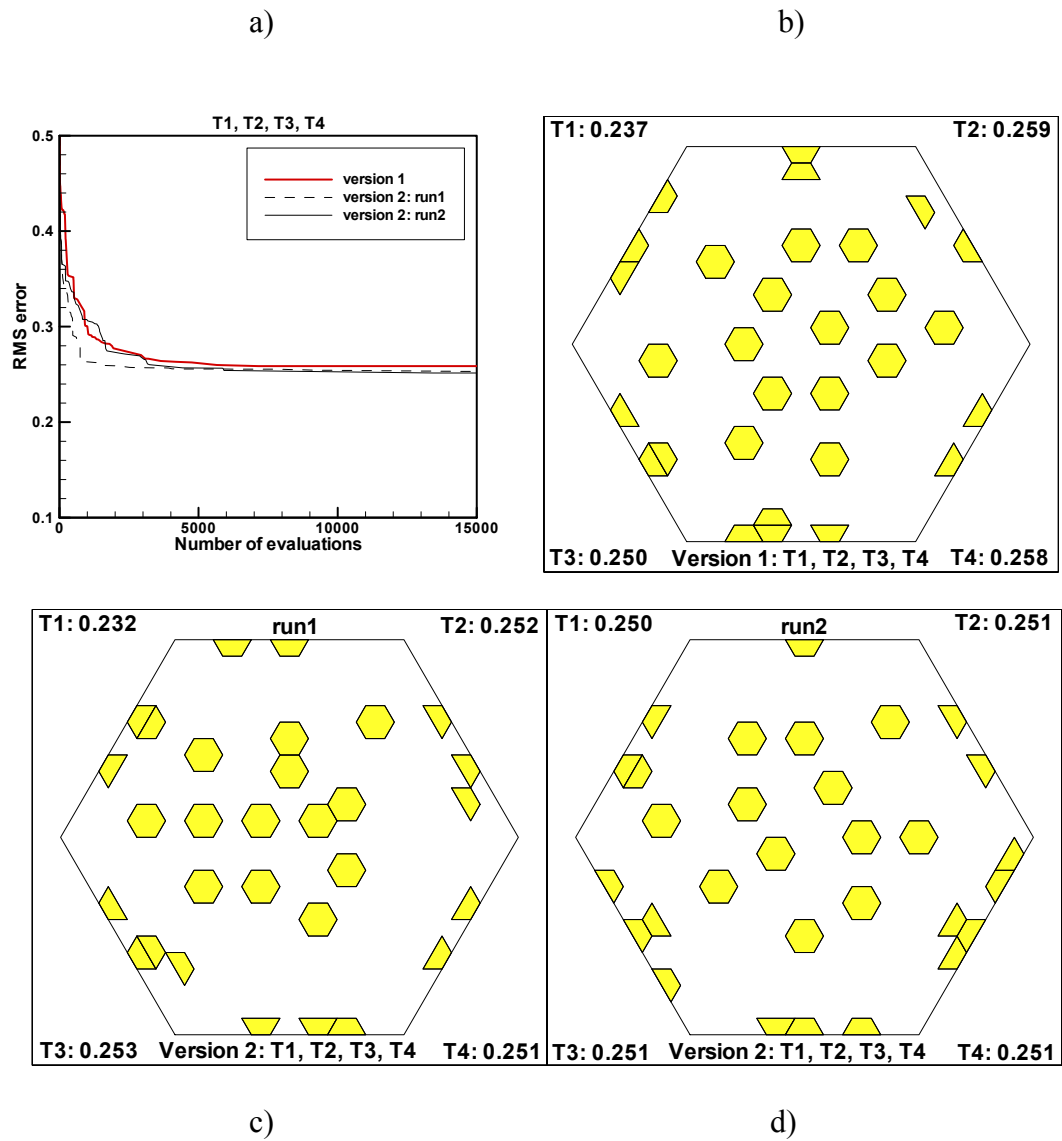 a)
b)
T1, T2, T3, T4
0.5
0.4
0.3
0.2
0.1
RMS error
version 1
version 2: run1
version 2: run2
0
5000
10000
15000
Number of evaluations
T1: 0.237
T2: 0.259
T3: 0.250
Version 1: T1, T2, T3, T4
T4: 0.258
T1: 0.232
run1
T2: 0.252
T3: 0.253
Version 2: T1, T2, T3, T4
T4: 0.251
T1: 0.250
run2
T2: 0.251
T3: 0.251
Version 2: T1, T2, T3, T4
T4: 0.251
c)
d)